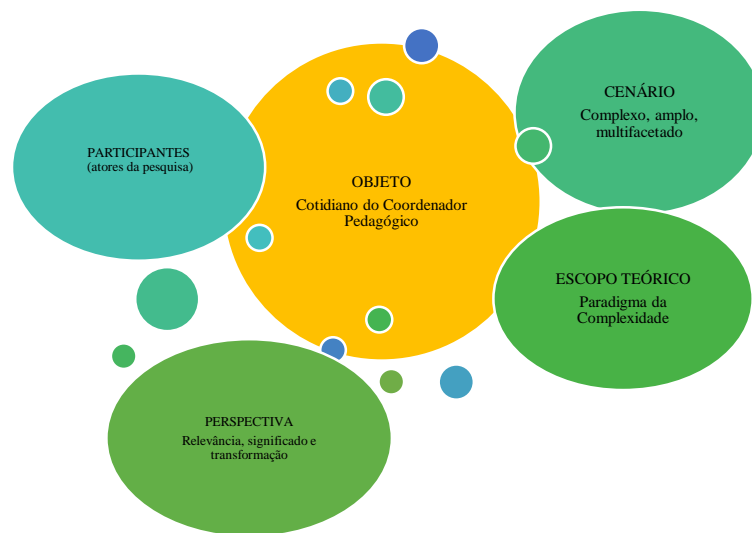 CENÁRIO
Complexo, amplo,
multifacetado
PARTICIPANTES
(atores da pesquisa)
OBJETO
Cotidiano do Coordenador
Pedagógico
ESCOPO TEÓRICO
Paradigma da
Complexidade
PERSPECTIVA
Relevância, significado e
transformação